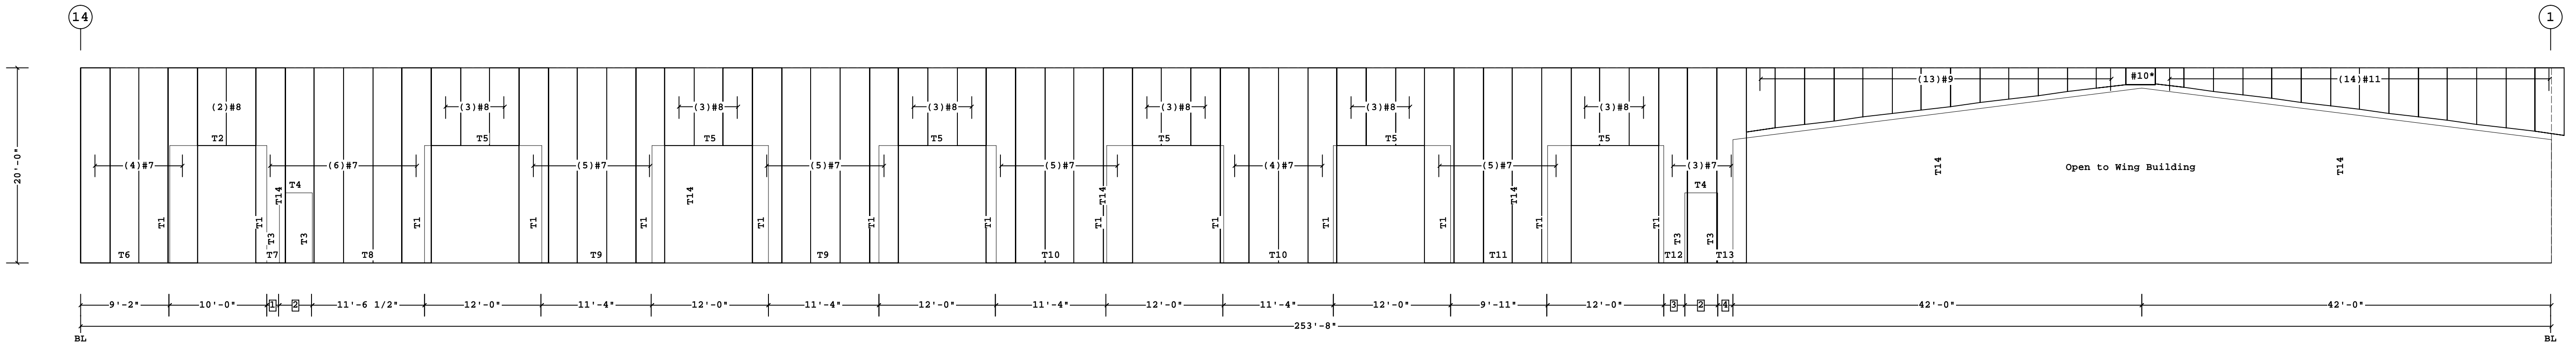 14 1
(13)#9 #10* (14)#11
(2)#8 (3)#8 (3)#8 (3)#8 (3)#8 (3)#8 (3)#8
T2 T5 T5 T5 T5 T5 T5
20'-0" (4)#7 (6)#7 (5)#7 (5)#7 (5)#7 (4)#7 (5)#7 (3)#7 T14 Open to Wing Building T14
T4 T4
T14 T14 T14 T14
T1 T1 T1 T1 T1 T1 T1 T1 T1 T1 T1 T1 T1 T1
T3 T3 T3 T3
T6 T7 T8 T9 T9 T10 T10 T11 T12 T13
9'-2" 10'-0" 1 2 11'-6 1/2" 12'-0" 11'-4" 12'-0" 11'-4" 12'-0" 11'-4" 12'-0" 11'-4" 12'-0" 9'-11" 12'-0" 3 2 4 42'-0" 42'-0"
253'-8"
BL BL